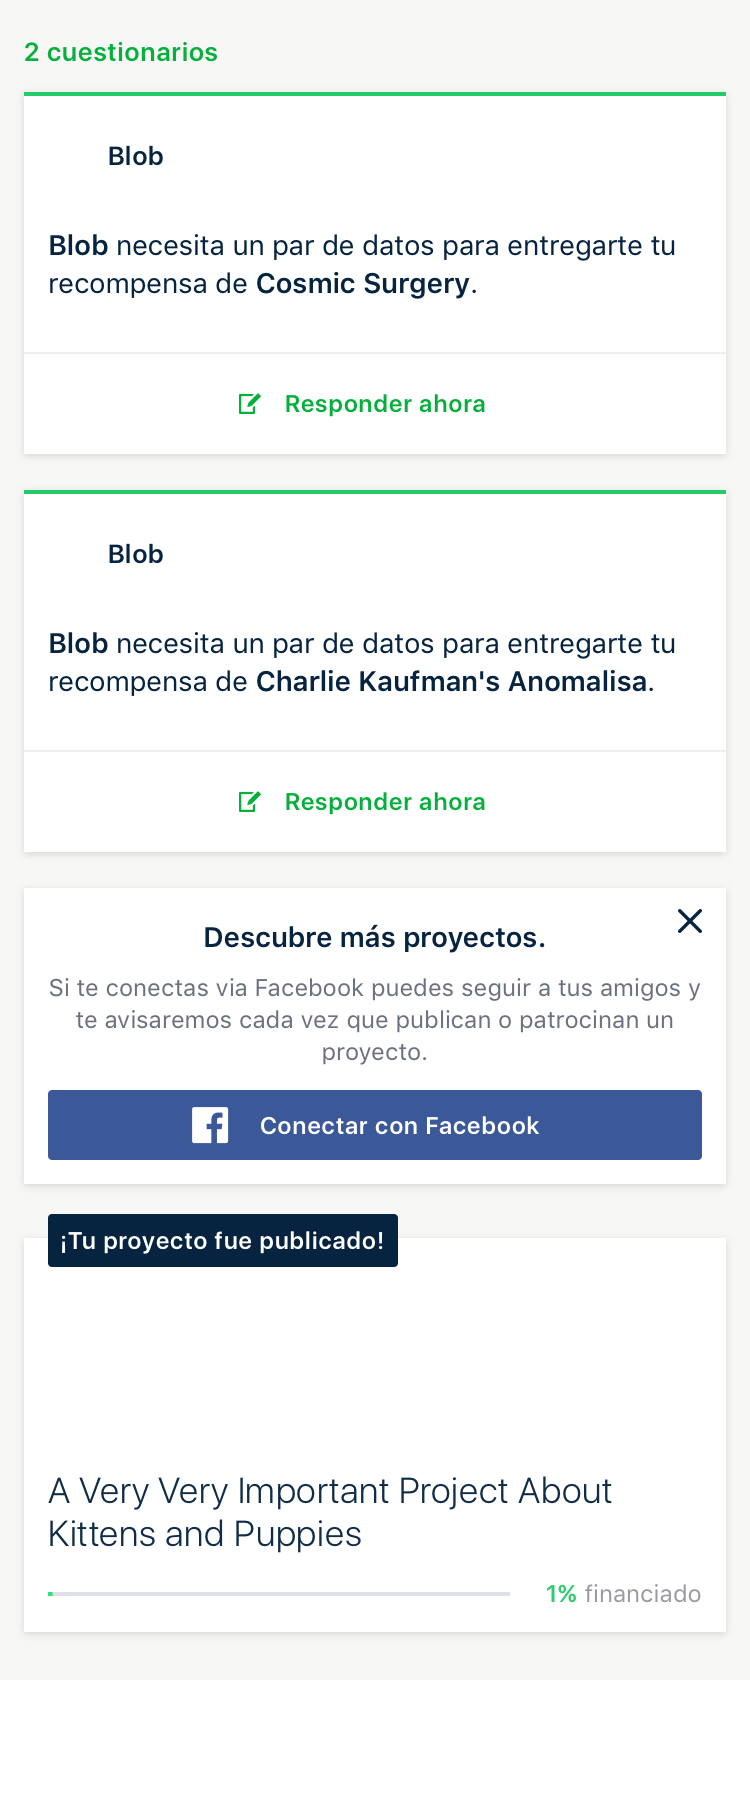 2 cuestionarios
Blob
Blob necesita un par de datos para entregarte tu
recompensa de Cosmic Surgery.
Responder ahora
Blob
Blob necesita un par de datos para entregarte tu
recompensa de Charlie Kaufman's Anomalisa.
Responder ahora
Descubre más proyectos.
Si te conectas via Facebook puedes seguir a tus amigos y
te avisaremos cada vez que publican o patrocinan un
proyecto.
Conectar con Facebook
¡Tu proyecto fue publicado!
A Very Very Important Project About
Kittens and Puppies
1% financiado